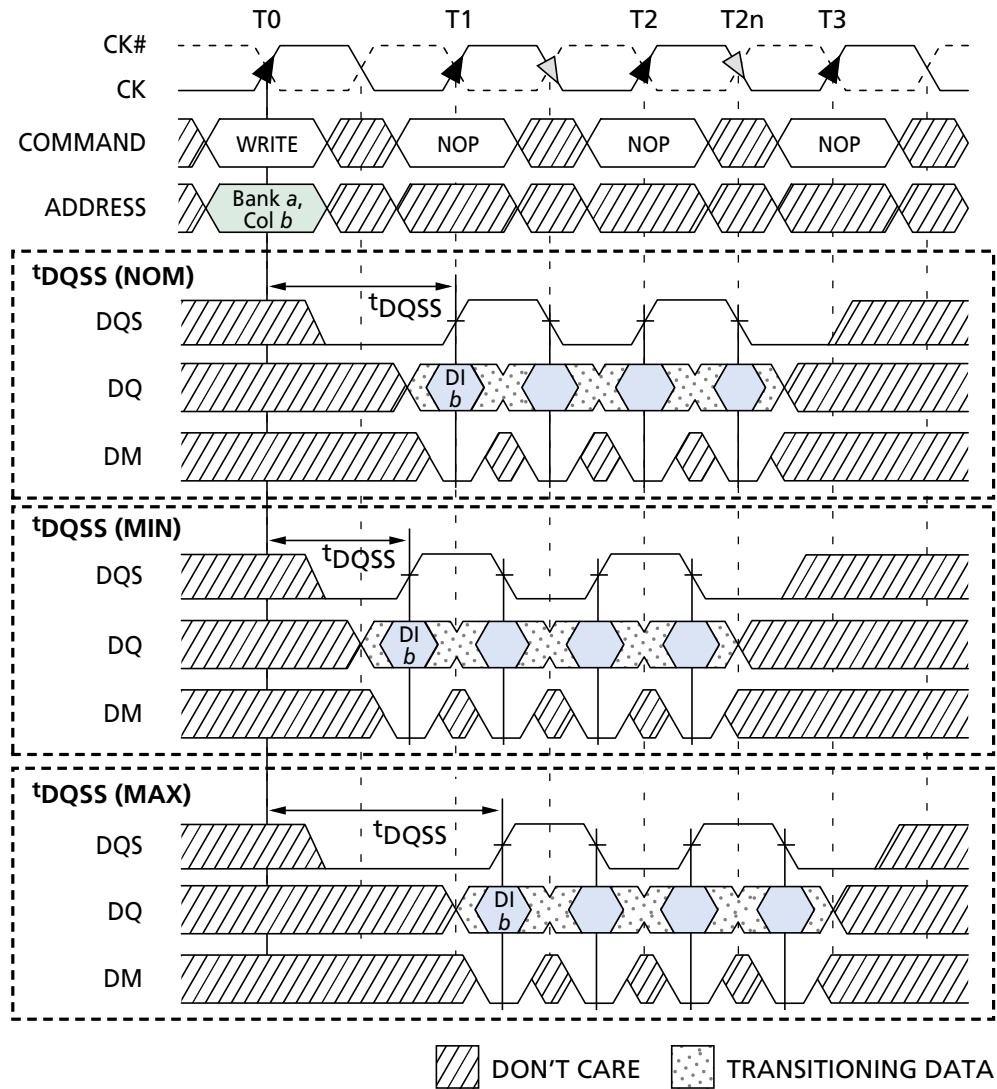 T0 T1 T2 T2n T3
CK#
CK
COMMAND WRITE NOP NOP NOP
ADDRESS Bank a,
Col b
tDQSS (NOM)
tDQSS
DQS
DQ DI
b
DM
tDQSS (MIN)
tDQSS
DQS
DQ DI
b
DM
tDQSS (MAX)
tDQSS
DQS
DQ DI
b
DM
DON'T CARE TRANSITIONING DATA